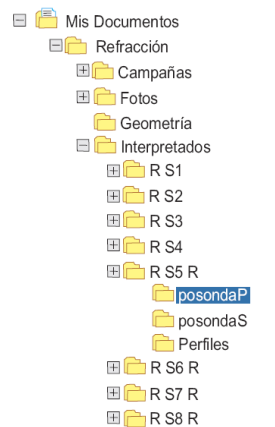 Mis Documentos
Refracción
Campañas
Fotos
Geometría
Interpretados
R S1
R S2
R S3
R S4
R S5 R
posondaP
posondaS
Perfiles
R S6 R
R S7 R
R S8 R